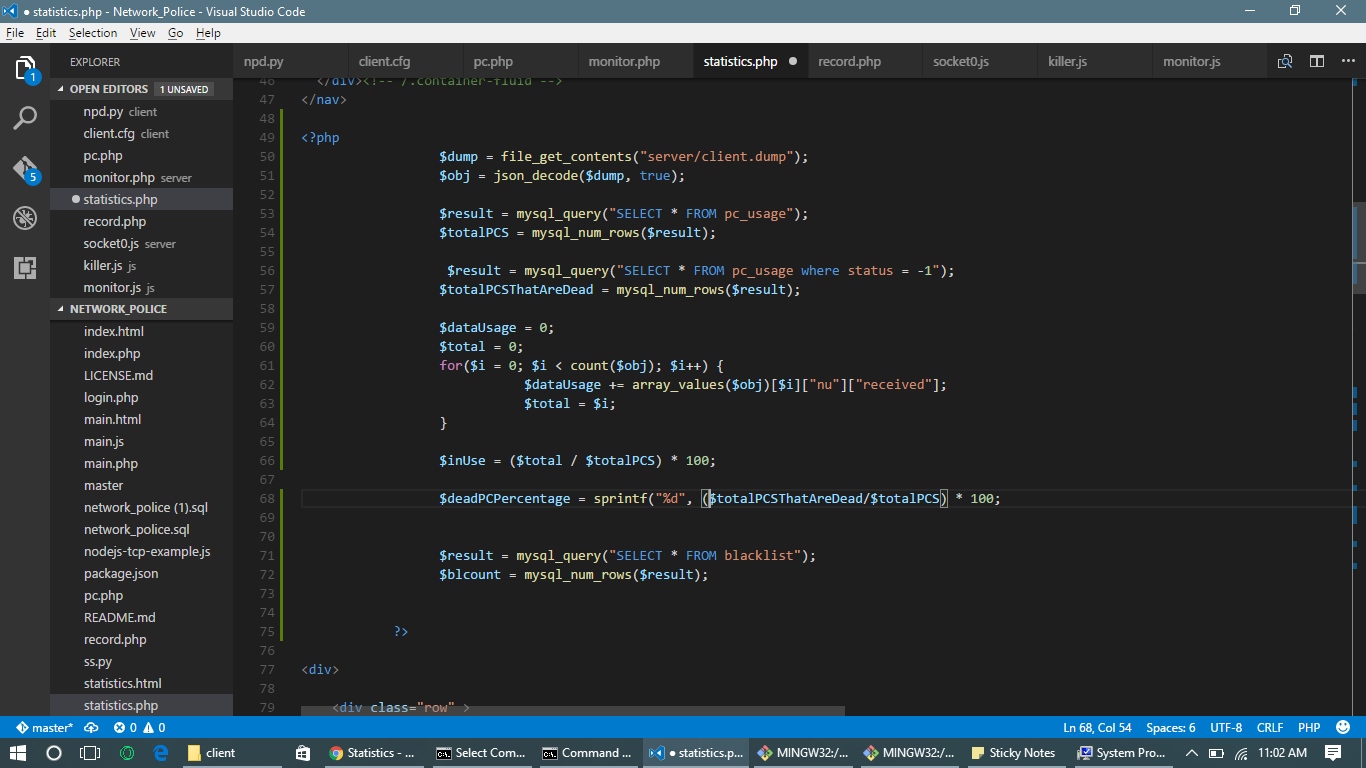 ● statistics.php - Network_Police - Visual Studio Code
File Edit Selection View Go Help
EXPLORER
npd.py client.cfg pc.php monitor.php statistics.php ● record.php socket0.js killer.js monitor.js
1
5
OPEN EDITORS 1 UNSAVED
npd.py client
client.cfg client
pc.php
monitor.php server
● statistics.php
record.php
socket0.js server
killer.js js
monitor.js js
NETWORK_POLICE
index.html
index.php
LICENSE.md
login.php
main.html
main.js
main.php
master
network_police (1).sql
network_police.sql
nodejs-tcp-example.js
package.json
pc.php
README.md
record.php
ss.py
statistics.html
statistics.php
46 </div><!-- /.container-fluid -->
47 </nav>
48
49 <?php
50 $dump = file_get_contents("server/client.dump");
51 $obj = json_decode($dump, true);
52
53 $result = mysql_query("SELECT * FROM pc_usage");
54 $totalPCS = mysql_num_rows($result);
55
56 $result = mysql_query("SELECT * FROM pc_usage where status = -1");
57 $totalPCSThatAreDead = mysql_num_rows($result);
58
59 $dataUsage = 0;
60 $total = 0;
61 for($i = 0; $i < count($obj); $i++) {
62 $dataUsage += array_values($obj)[$i]["nu"]["received"];
63 $total = $i;
64 }
65
66 $inUse = ($total / $totalPCS) * 100;
67
68 $deadPCPercentage = sprintf("%d", ($totalPCSThatAreDead/$totalPCS) * 100;
69
70
71 $result = mysql_query("SELECT * FROM blacklist");
72 $blcount = mysql_num_rows($result);
73
74
75 ?>
76
77 <div>
78
79 <div class="row" >
master* 0 0 Ln 68, Col 54 Spaces: 6 UTF-8 CRLF PHP
client Statistics - ... Select Com... Command ... ● statistics.p... MINGW32:/... MINGW32:/... Sticky Notes System Pro... 11:02 AM